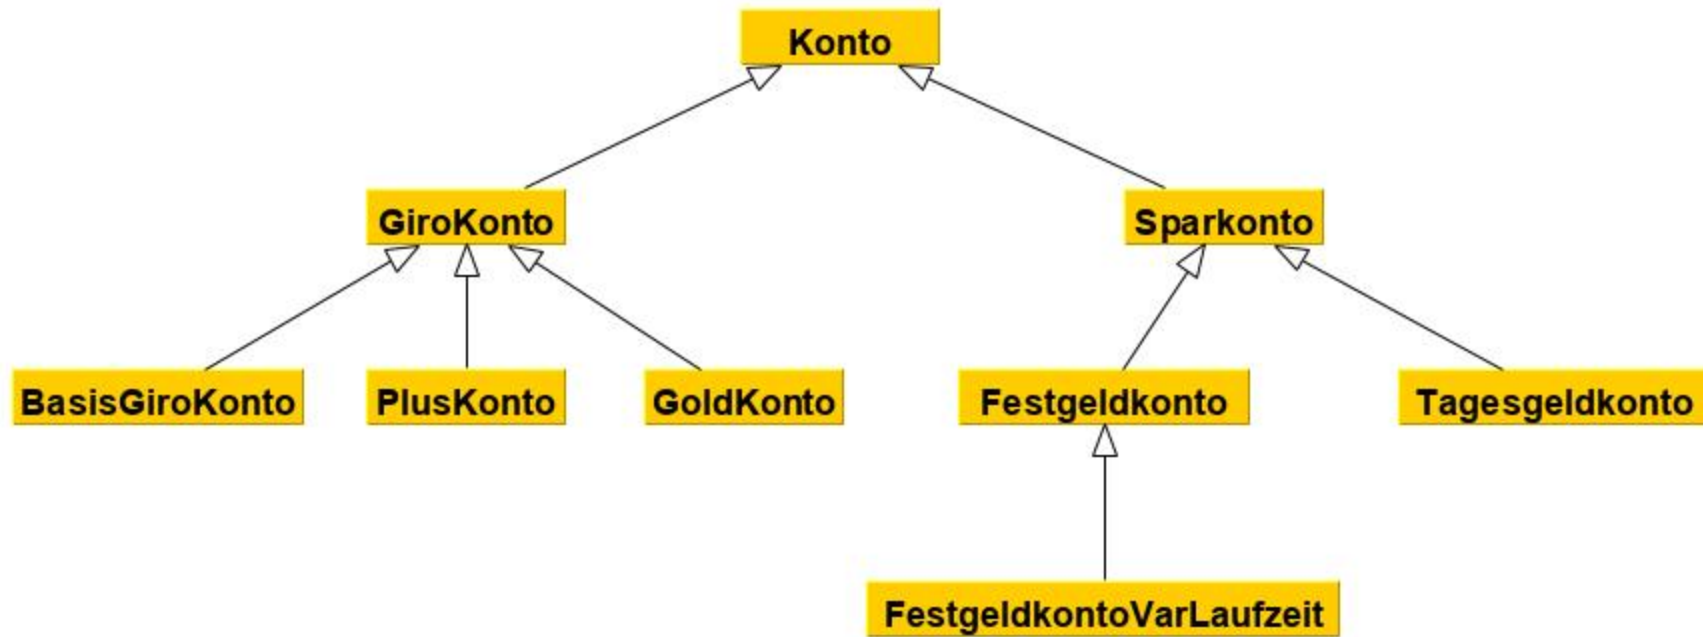 Konto
GiroKonto
Sparkonto
BasisGiroKonto
PlusKonto
GoldKonto
Festgeldkonto
Tagesgeldkonto
FestgeldkontoVarLaufzeit